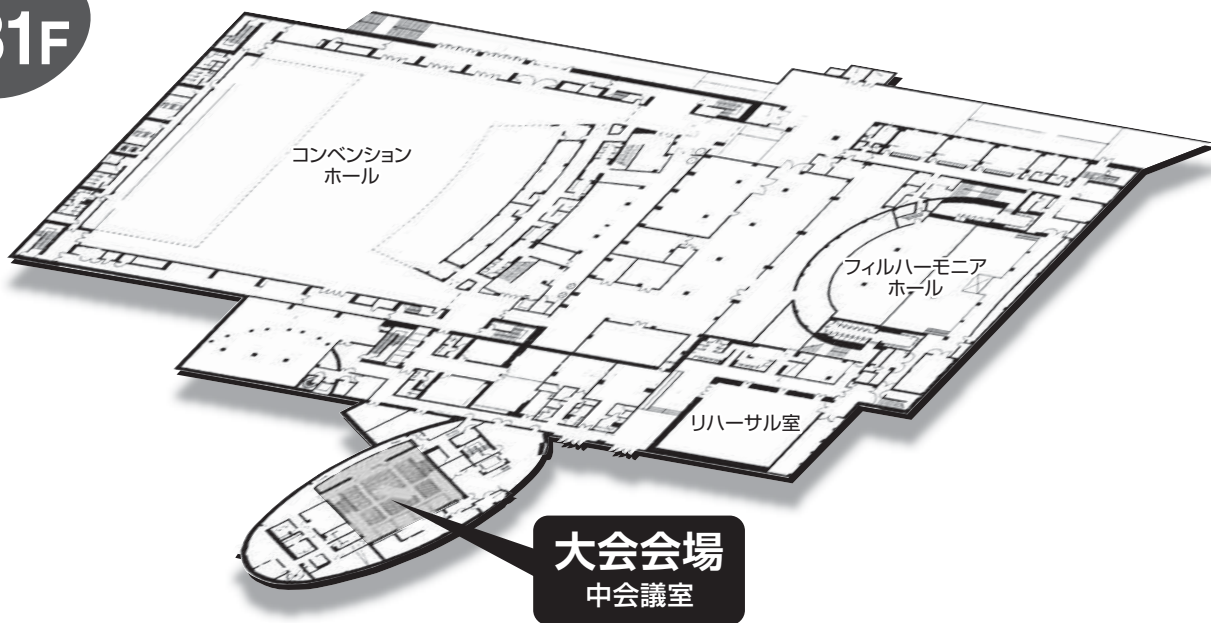 B1F
コンベンション
ホール
フィルハーモニア
ホール
リハーサル室
大会会場
中会議室